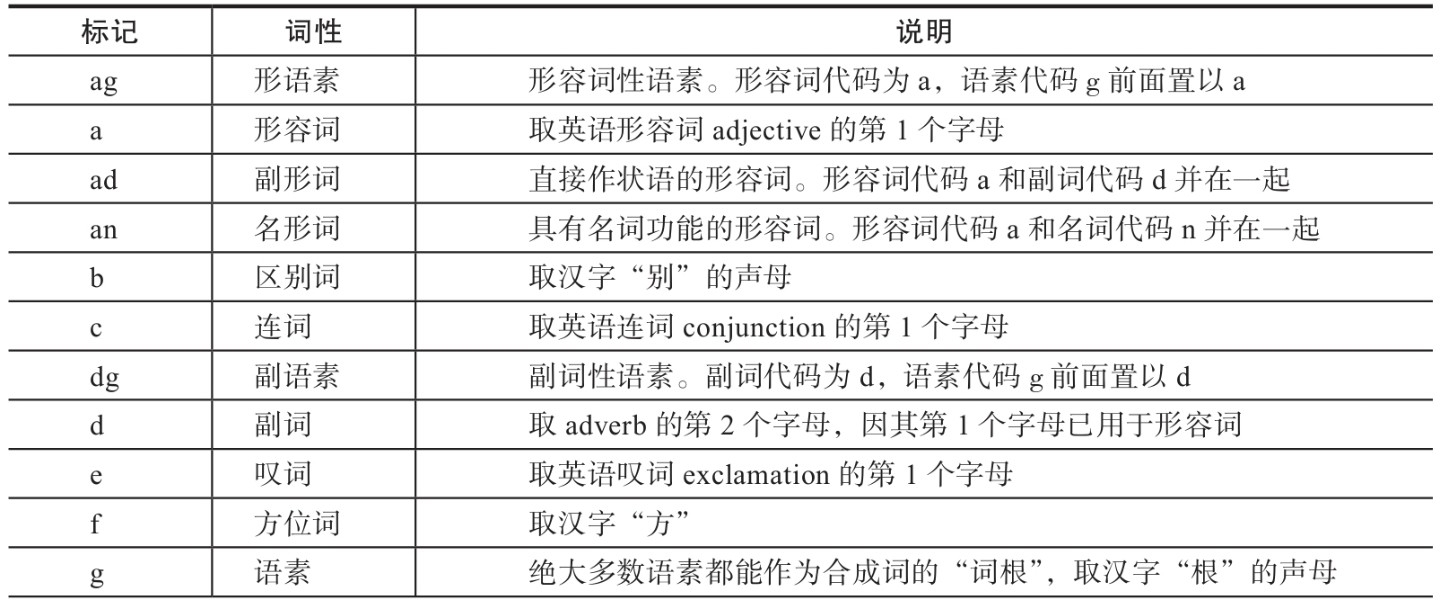 标记 词性 说明
ag 形语素 形容词性语素。形容词代码为 a，语素代码 g 前面置以 a
a 形容词 取英语形容词 adjective 的第 1 个字母
ad 副形词 直接作状语的形容词。形容词代码 a 和副词代码 d 并在一起
an 名形词 具有名词功能的形容词。形容词代码 a 和名词代码 n 并在一起
b 区别词 取汉字“别”的声母
c 连词 取英语连词 conjunction 的第 1 个字母
dg 副语素 副词性语素。副词代码为 d，语素代码 g 前面置以 d
d 副词 取 adverb 的第 2 个字母，因其第 1 个字母已用于形容词
e 叹词 取英语叹词 exclamation 的第 1 个字母
f 方位词 取汉字“方”
g 语素 绝大多数语素都能作为合成词的“词根”，取汉字“根”的声母